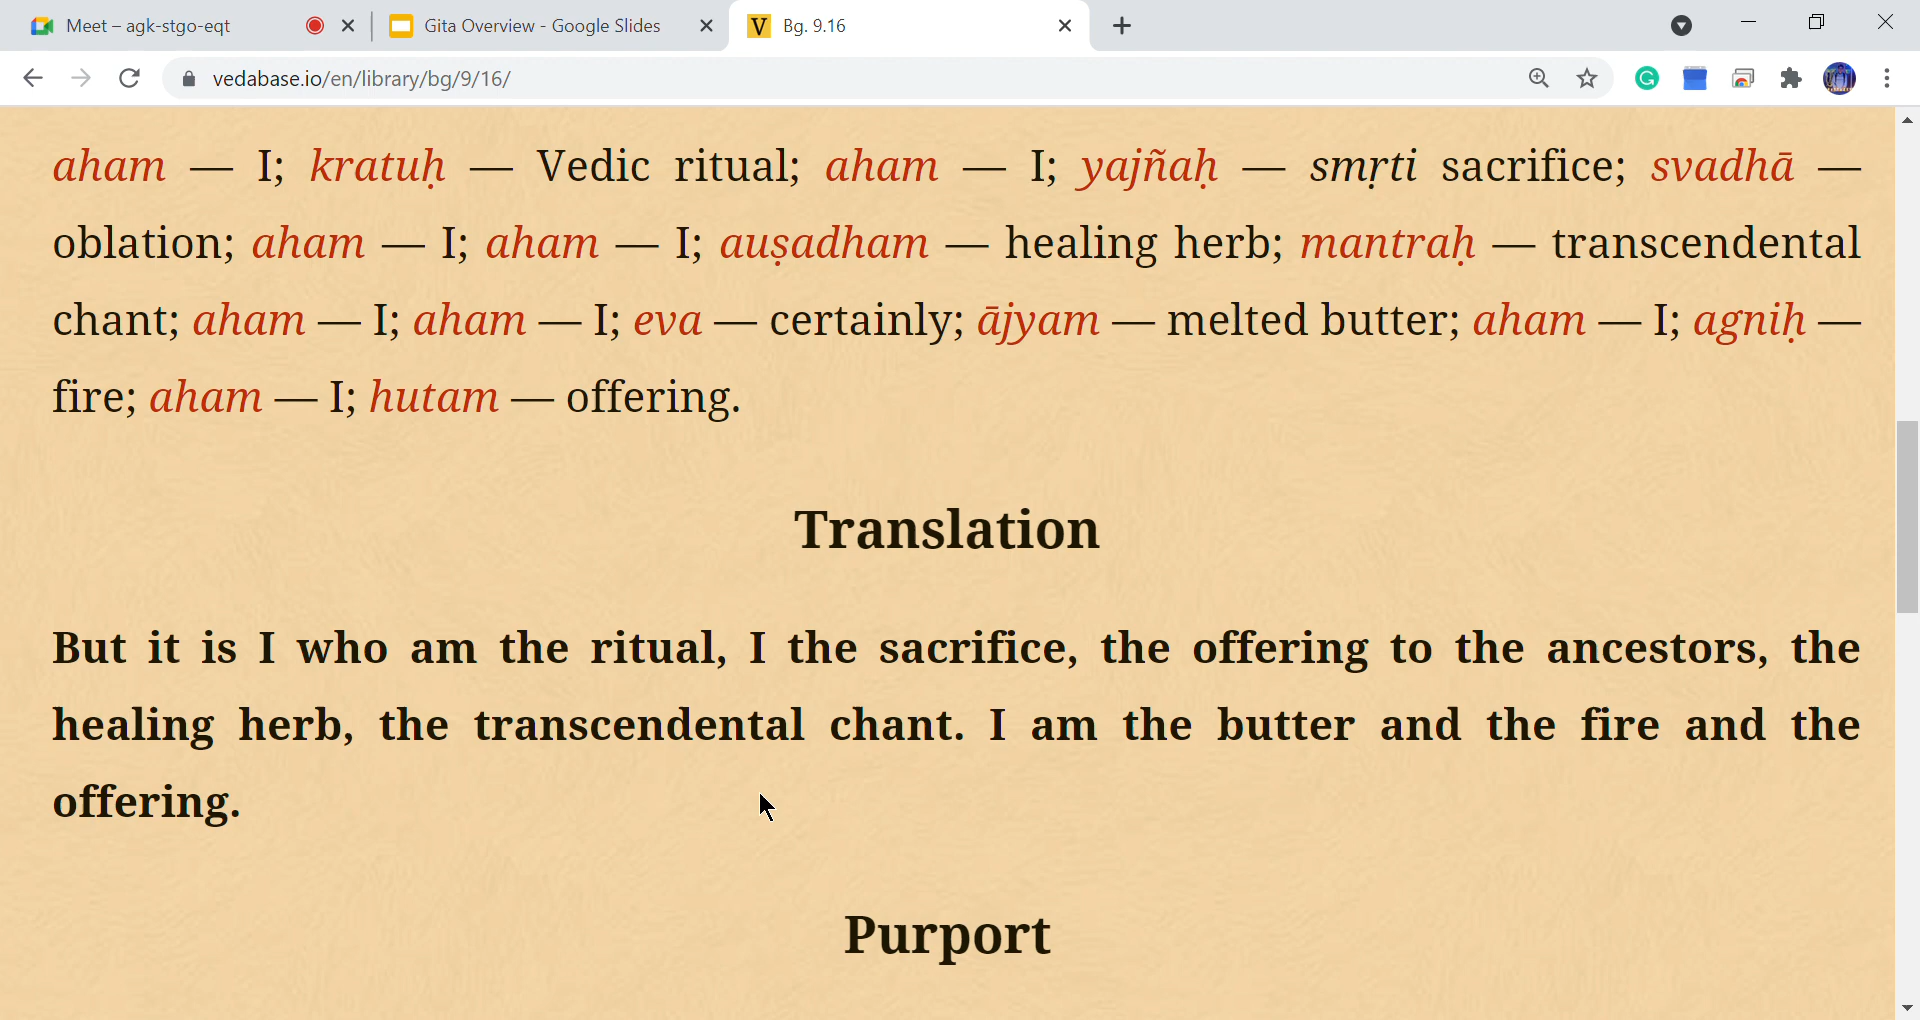 Meet – agk-stgo-eqt
Gita Overview - Google Slides
V Bg. 9.16
vedabase.io/en/library/bg/9/16/
aham — I; kratuḥ — Vedic ritual; aham — I; yajñaḥ — smṛti sacrifice; svadhā —
oblation; aham — I; aham — I; auṣadham — healing herb; mantraḥ — transcendental
chant; aham — I; aham — I; eva — certainly; ājyam — melted butter; aham — I; agniḥ —
fire; aham — I; hutam — offering.
Translation
But it is I who am the ritual, I the sacrifice, the offering to the ancestors, the
healing herb, the transcendental chant. I am the butter and the fire and the
offering.
Purport